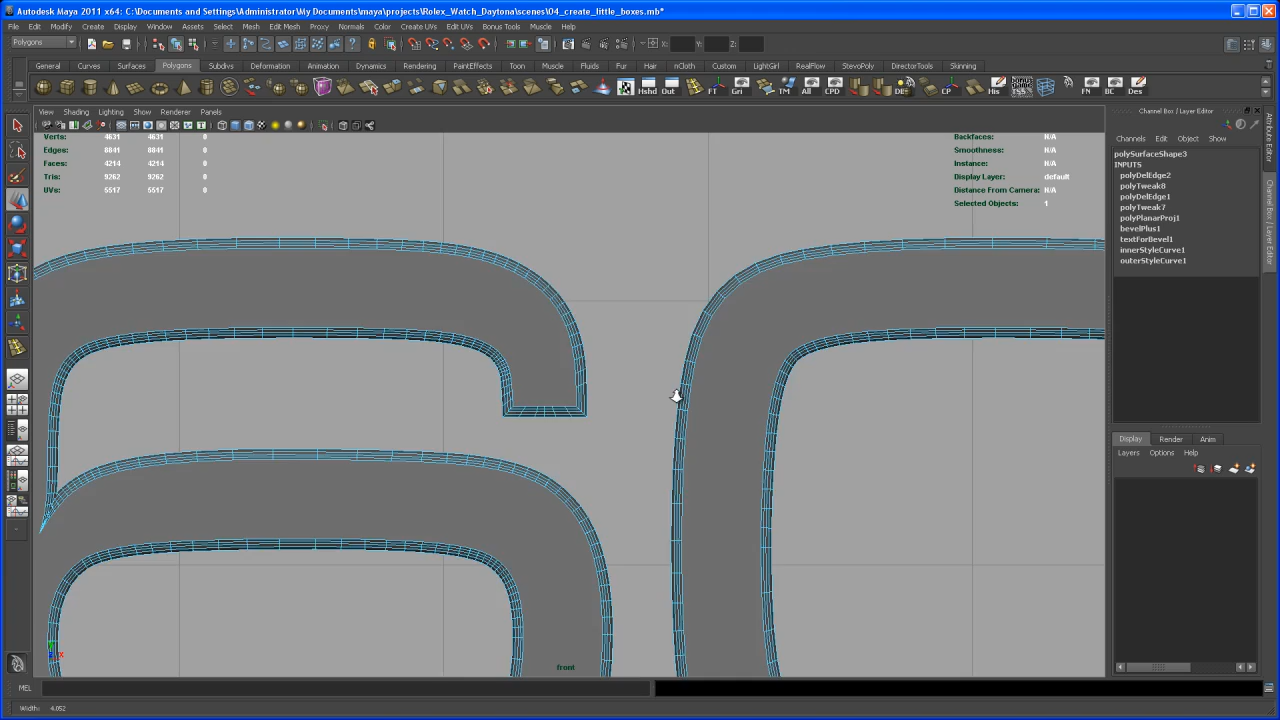 Autodesk Maya 2011 x64: C:\Documents and Settings\Administrator\My Documents\maya\projects\Rolex_Watch_Daytona\scenes\04_create_little_boxes.mb*
File Edit Modify Create Display Window Assets Select Mesh Edit Mesh Proxy Normals Color Create UVs Edit UVs Bonus Tools Muscle Help
Polygons X: Y: Z:
General Curves Surfaces Polygons Subdivs Deformation Animation Dynamics Rendering PaintEffects Toon Muscle Fluids Fur Hair nCloth Custom LightGirl RealFlow StevoPoly DirectorTools Skinning
Hshd Out FT Gri TM All CPD DE CP His FN BC Des
View Shading Lighting Show Renderer Panels
Channel Box / Layer Editor
Channels Edit Object Show
Verts: 4631 4631 0
Edges: 8841 8841 0
Faces: 4214 4214 0
Tris: 9262 9262 0
UVs: 5517 5517 0
Backfaces: N/A
Smoothness: N/A
Instance: N/A
Display Layer: default
Distance From Camera: N/A
Selected Objects: 1
polySurfaceShape3
INPUTS
polyDelEdge2
polyTweak8
polyDelEdge1
polyTweak7
polyPlanarProj1
bevelPlus1
textForBevel1
innerStyleCurve1
outerStyleCurve1
Attribute Editor
Channel Box / Layer Editor
Display Render Anim
Layers Options Help
y
x
front
MEL
Width: 4.052